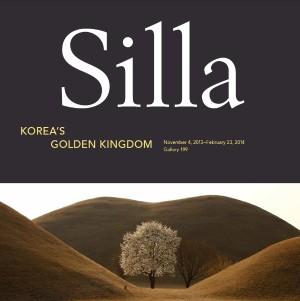 Silla
KOREA'S
GOLDEN KINGDOM
November 4, 2013–February 23, 2014
Gallery 199